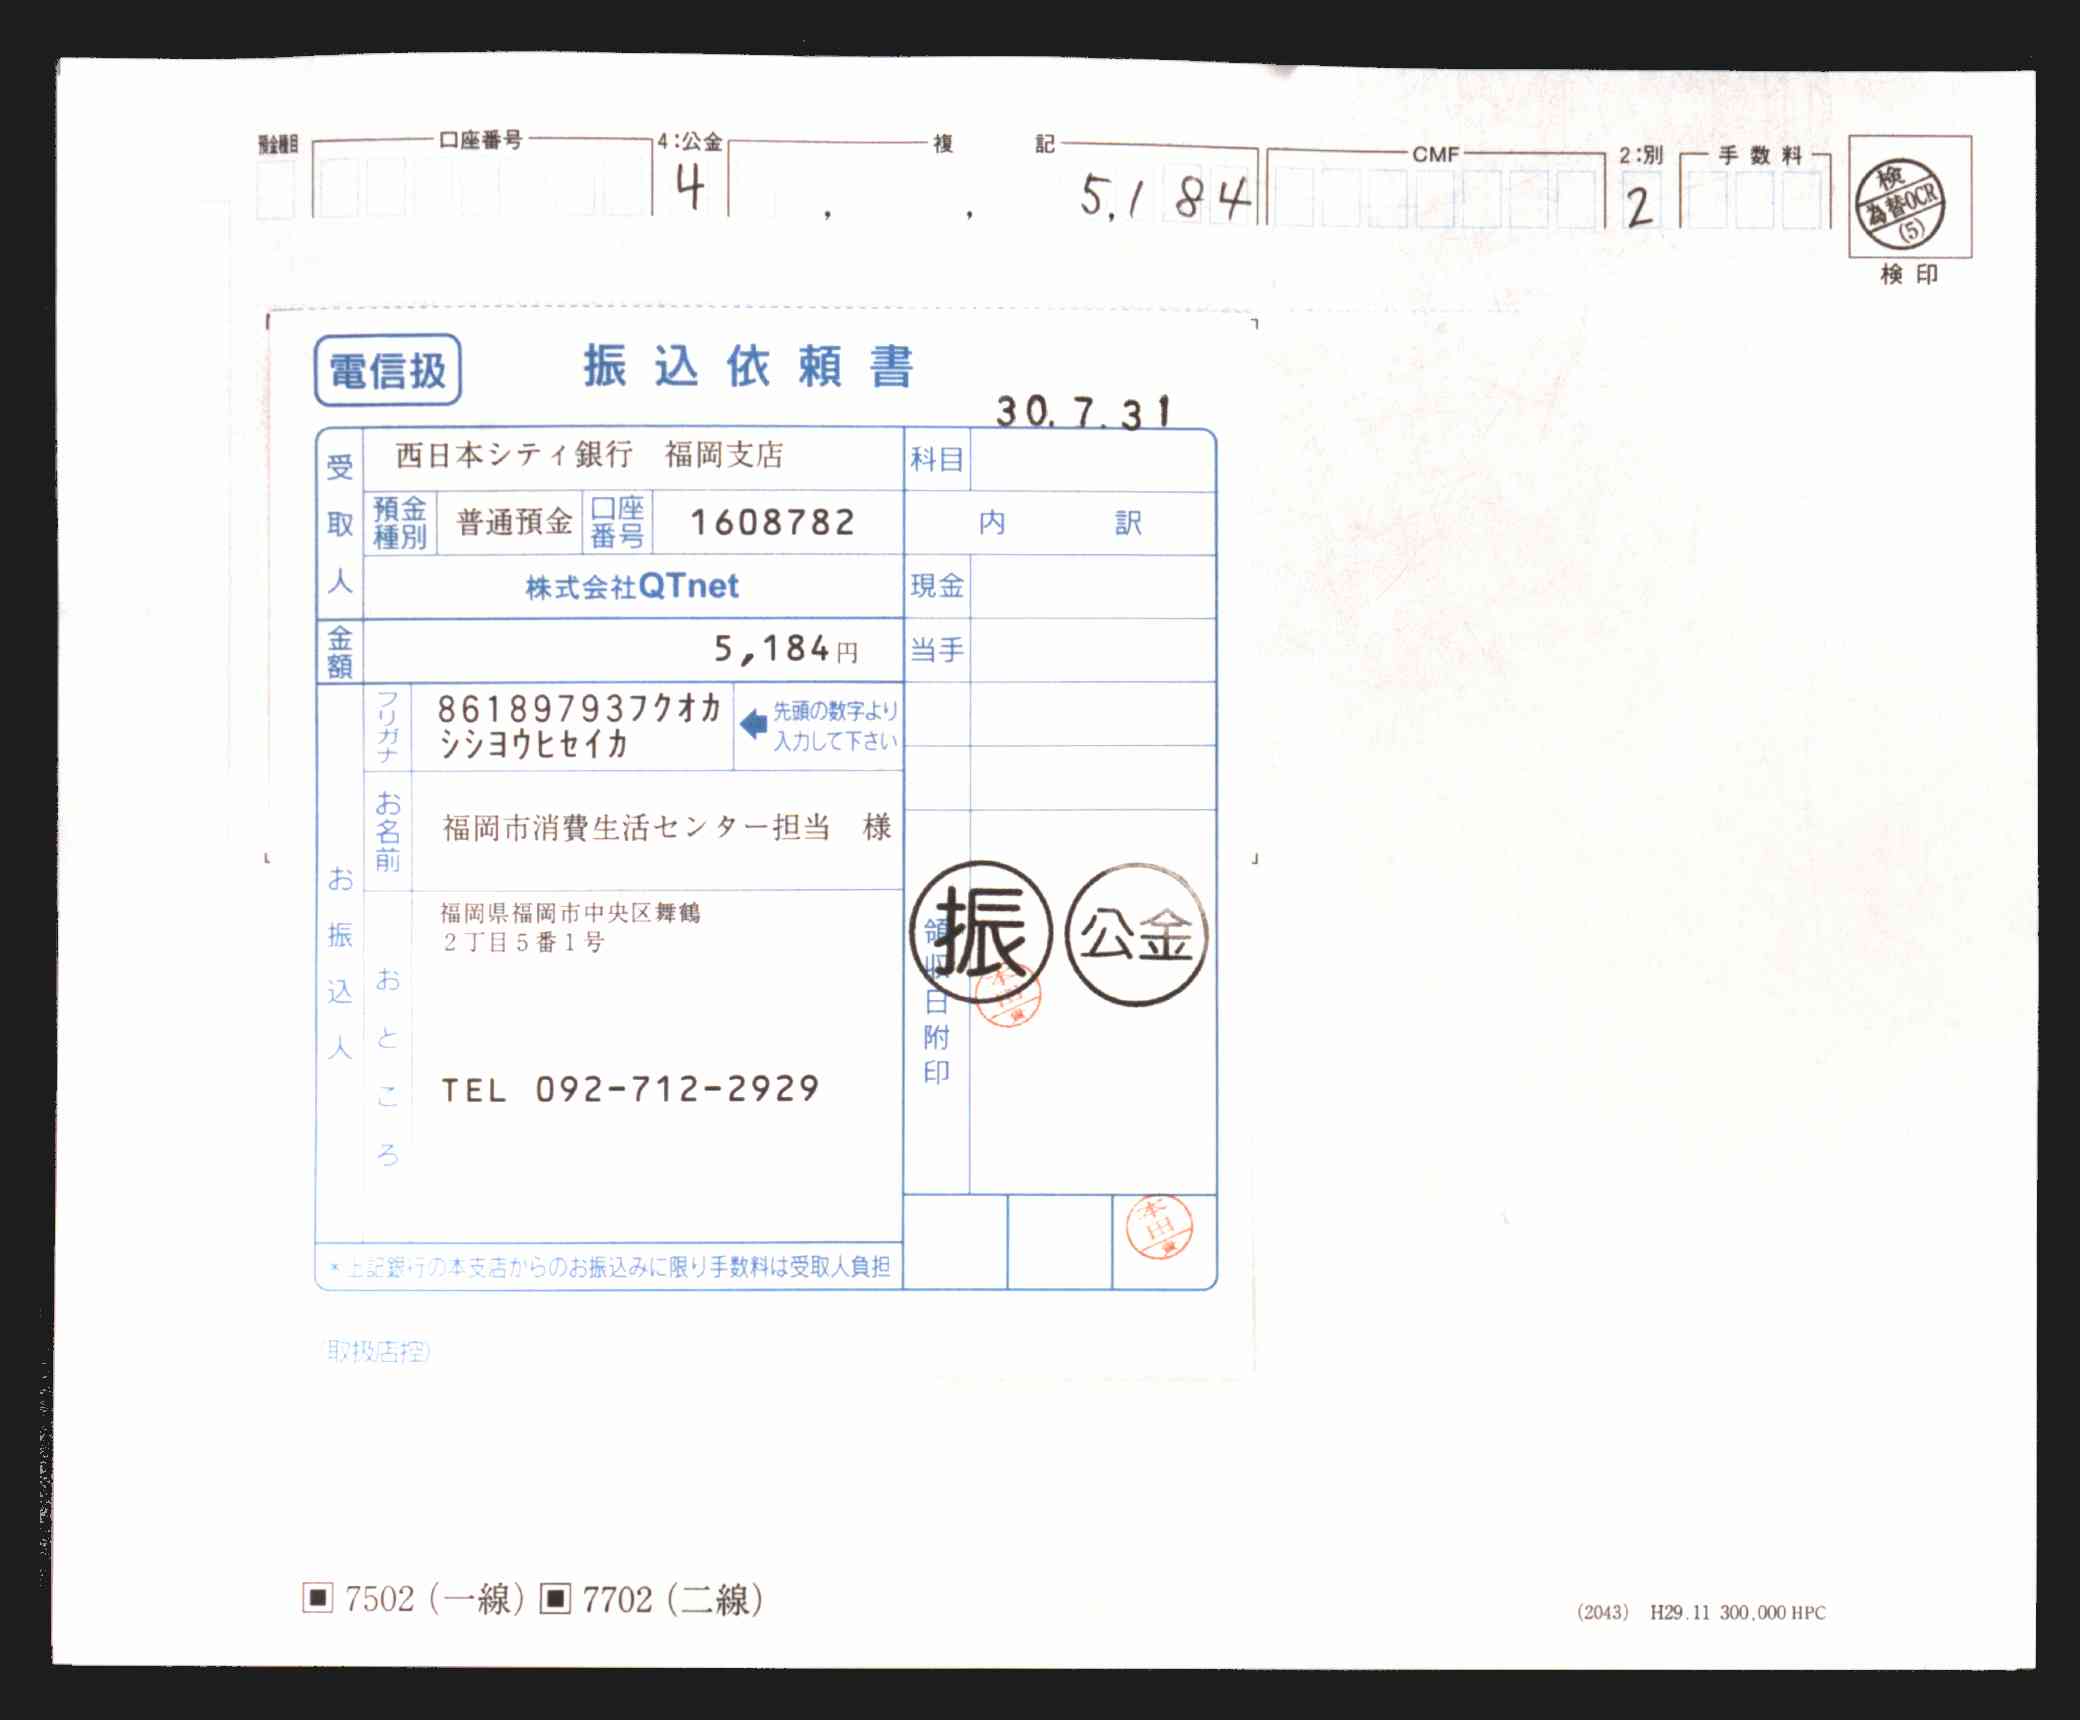 預金種目 口座番号 4:公金 複 記 CMF 2:別 手数料
4 , , 5,184 2
検
為替OCR
(5)
検印
電信扱 振込依頼書
30.7.31
受取人 西日本シティ銀行 福岡支店 科目
預金種別 普通預金 口座番号 1608782 内 訳
株式会社QTnet 現金
金額 5,184円 当手
フリガナ 861897937フクオカ
シシヨウヒセイカ
先頭の数字より
入力して下さい
お振込人
お名前 福岡市消費生活センター担当 様
おところ 福岡県福岡市中央区舞鶴
2丁目5番1号
TEL 092-712-2929
領収日附印
振 公金
本田
本田
*上記銀行の本支店からのお振込みに限り手数料は受取人負担
(取扱店控)
▣ 7502(一線) ▣ 7702(二線)
(2043) H29.11 300,000 HPC